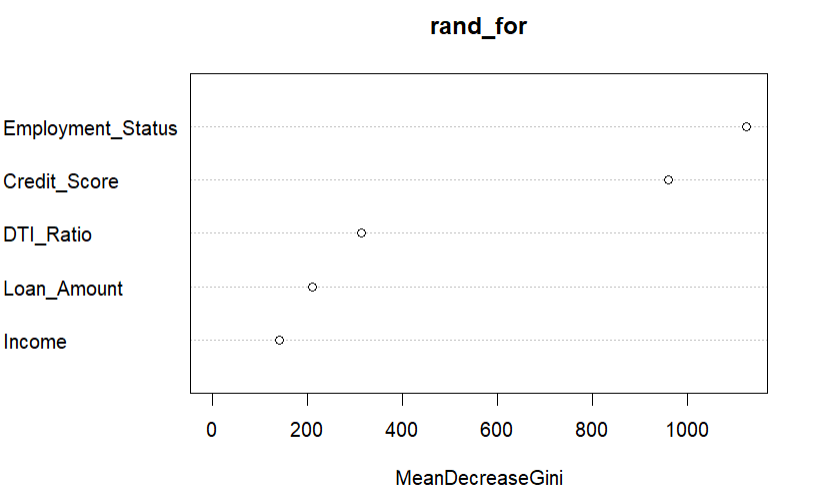 rand_for
Employment_Status
Credit_Score
DTI_Ratio
Loan_Amount
Income
0 200 400 600 800 1000
MeanDecreaseGini